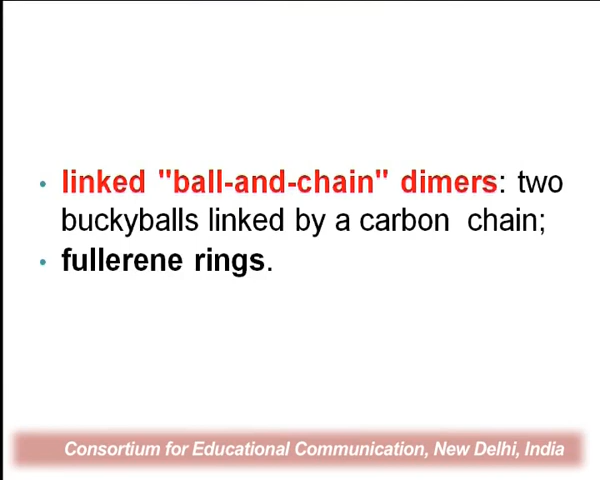 • linked "ball-and-chain" dimers: two
buckyballs linked by a carbon chain;
• fullerene rings.
Consortium for Educational Communication, New Delhi, India